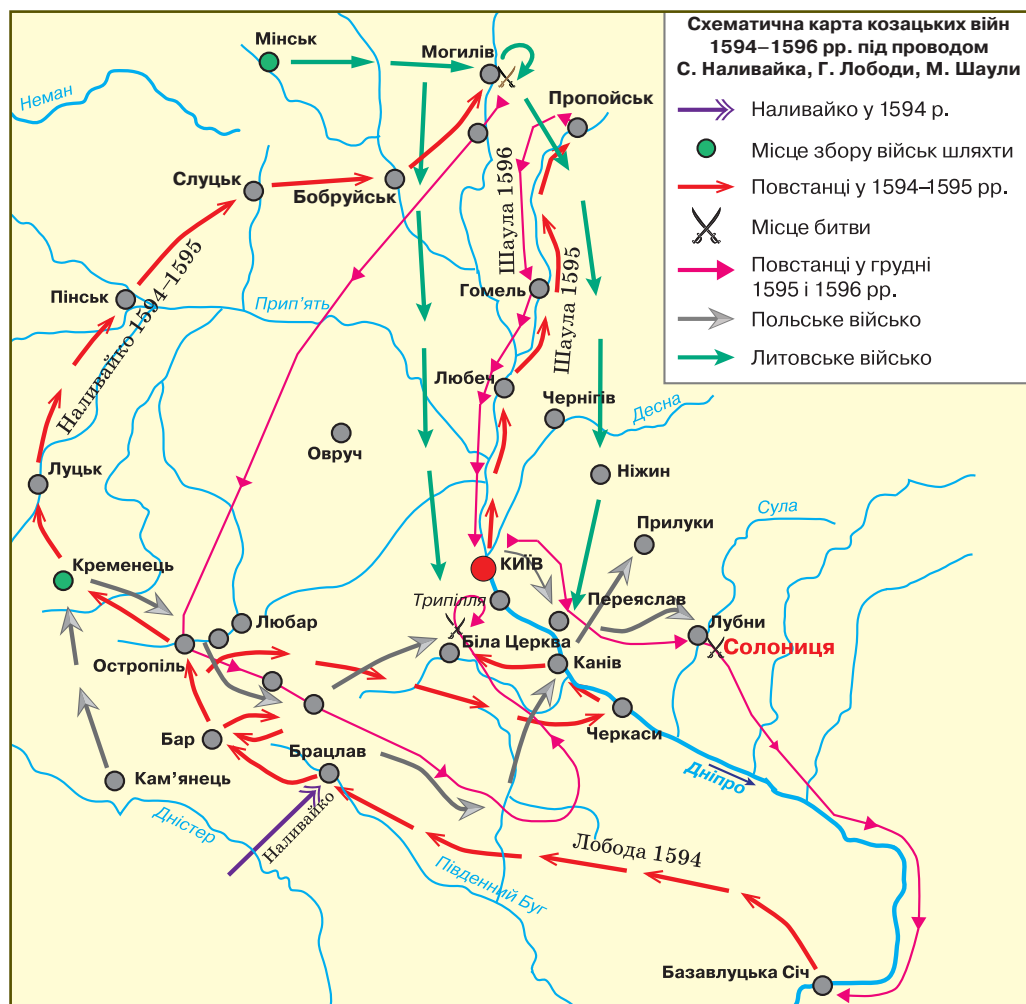 Схематична карта козацьких війн
1594–1596 рр. під проводом
С. Наливайка, Г. Лободи, М. Шаули
Наливайко у 1594 р.
Місце збору військ шляхти
Повстанці у 1594–1595 рр.
Місце битви
Повстанці у грудні
1595 і 1596 рр.
Польське військо
Литовське військо
Мінськ
Могилів
Пропойськ
Неман
Слуцьк
Бобруйськ
Шаула 1596
Шаула 1595
Наливайко 1594–1595
Пінськ
Прип’ять
Гомель
Любеч
Чернігів
Десна
Овруч
Луцьк
Ніжин
Сула
Прилуки
Кременець
КИЇВ
Трипілля
Переяслав
Любар
Лубни
Солониця
Біла Церква
Остропіль
Канів
Черкаси
Бар
Брацлав
Кам’янець
Дніпро
Наливайко
Дністер
Лобода 1594
Південний Буг
Базавлуцька Січ